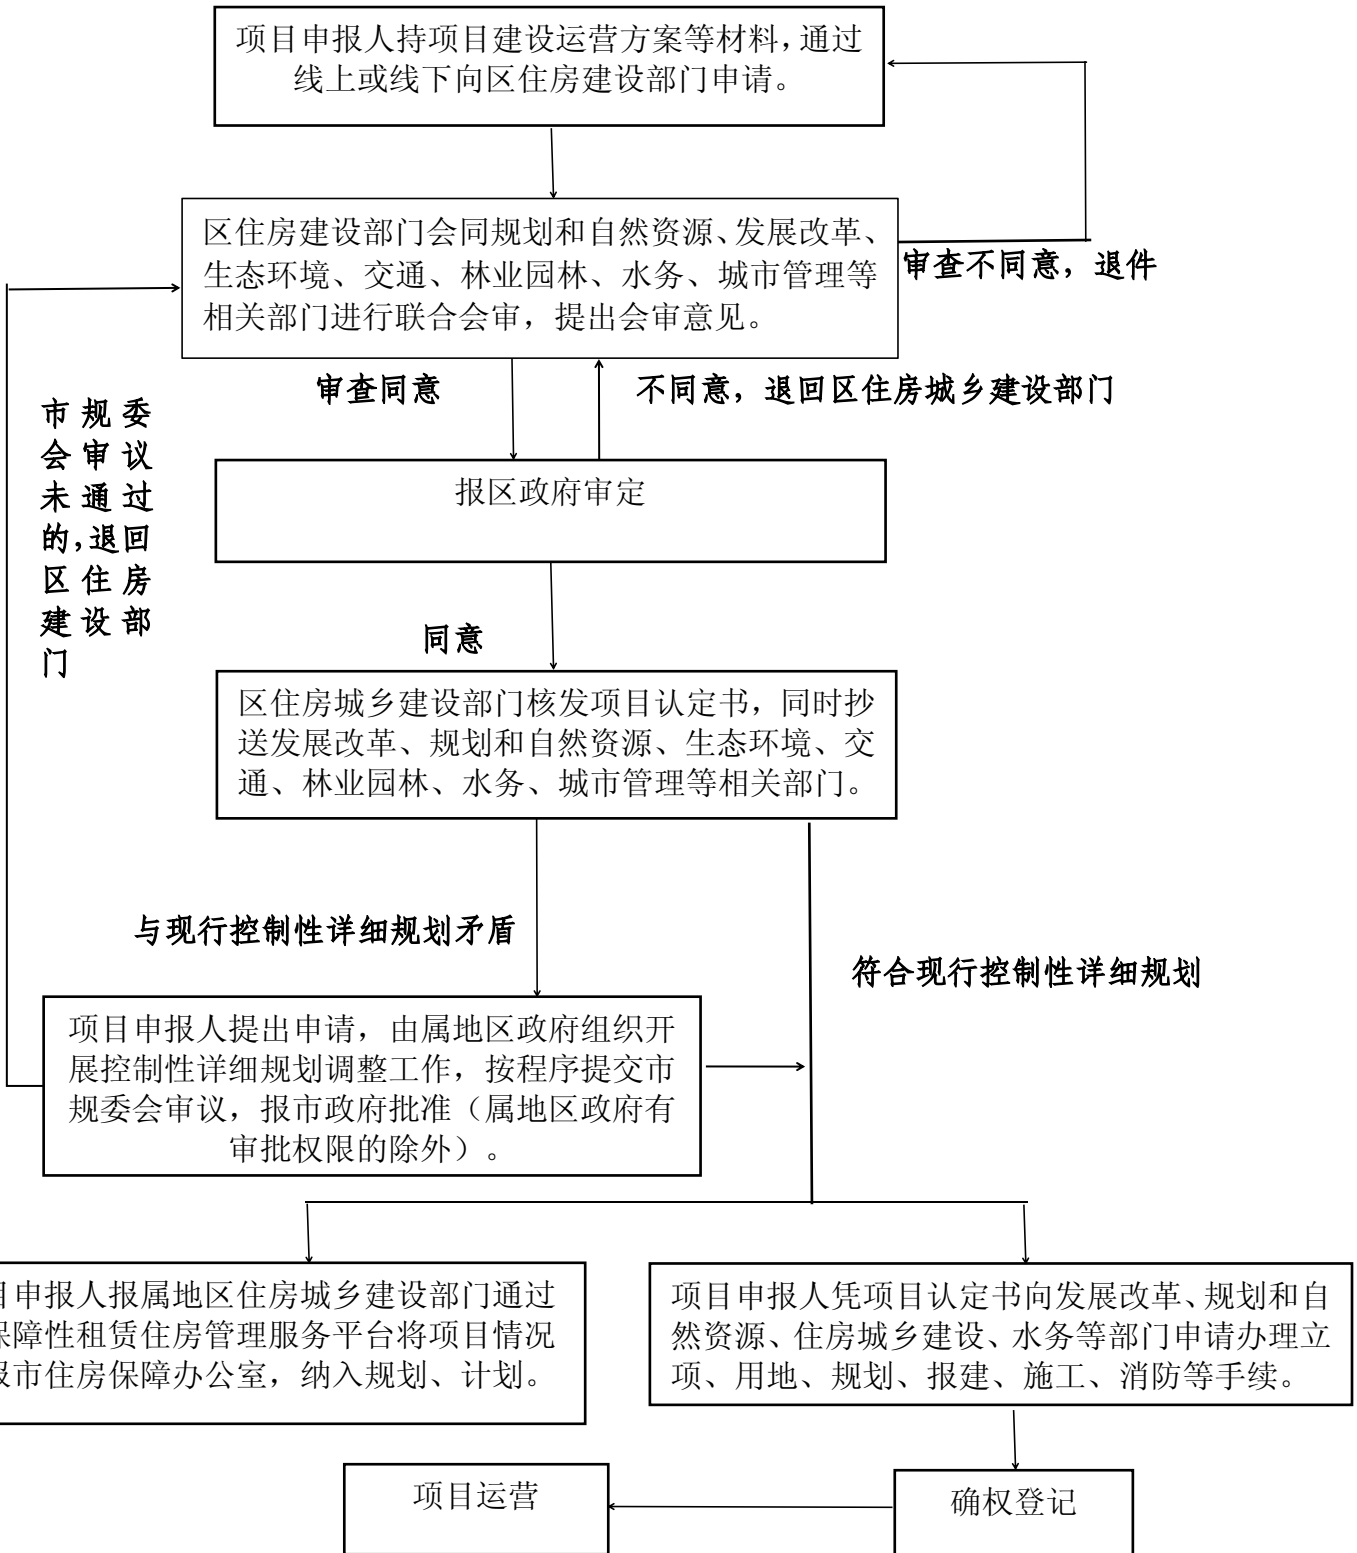 项目申报人持项目建设运营方案等材料，通过
线上或线下向区住房建设部门申请。
区住房建设部门会同规划和自然资源、发展改革、
生态环境、交通、林业园林、水务、城市管理等
相关部门进行联合会审，提出会审意见。
审查不同意，退件
审查同意
不同意，退回区住房城乡建设部门
市规委
会审议
未通过
的，退回
区住房
建设部
门
报区政府审定
同意
区住房城乡建设部门核发项目认定书，同时抄
送发展改革、规划和自然资源、生态环境、交
通、林业园林、水务、城市管理等相关部门。
与现行控制性详细规划矛盾
符合现行控制性详细规划
项目申报人提出申请，由属地区政府组织开
展控制性详细规划调整工作，按程序提交市
规委会审议，报市政府批准（属地区政府有
审批权限的除外）。
目申报人报属地区住房城乡建设部门通过
保障性租赁住房管理服务平台将项目情况
报市住房保障办公室，纳入规划、计划。
项目申报人凭项目认定书向发展改革、规划和自
然资源、住房城乡建设、水务等部门申请办理立
项、用地、规划、报建、施工、消防等手续。
项目运营
确权登记